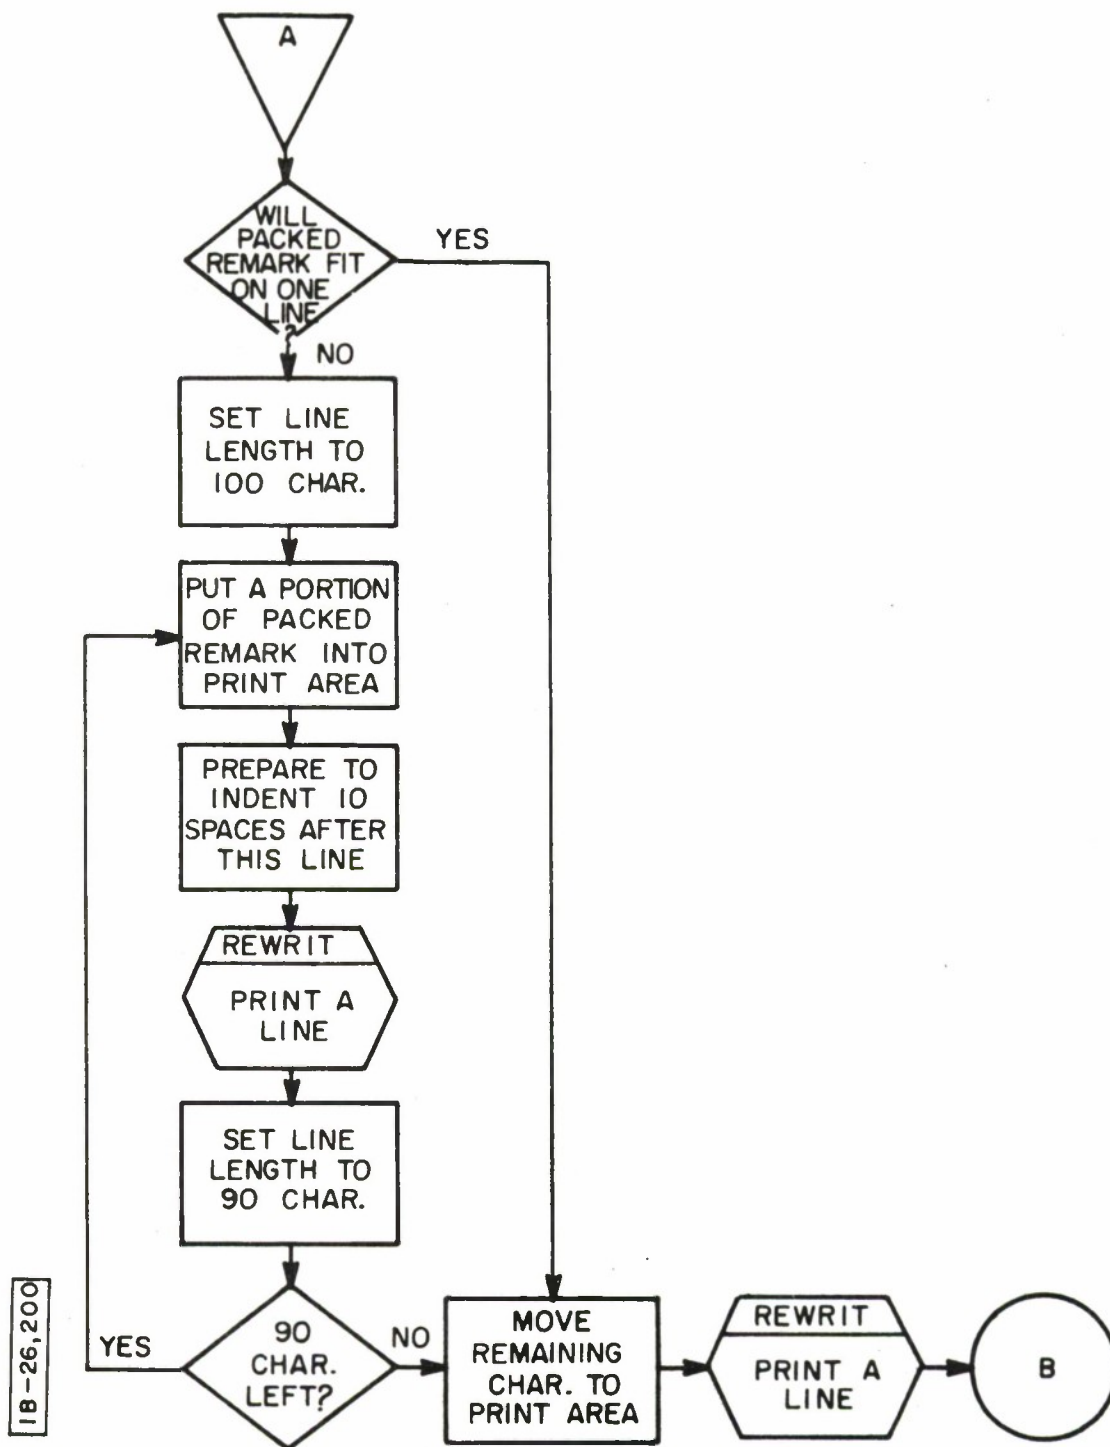 A
WILL
PACKED
REMARK FIT
ON ONE
LINE
?
YES
NO
SET LINE
LENGTH TO
100 CHAR.
PUT A PORTION
OF PACKED
REMARK INTO
PRINT AREA
PREPARE TO
INDENT 10
SPACES AFTER
THIS LINE
REWRIT
PRINT A
LINE
SET LINE
LENGTH TO
90 CHAR.
90
CHAR.
LEFT?
YES
NO
MOVE
REMAINING
CHAR. TO
PRINT AREA
REWRIT
PRINT A
LINE
B
IB-26,200